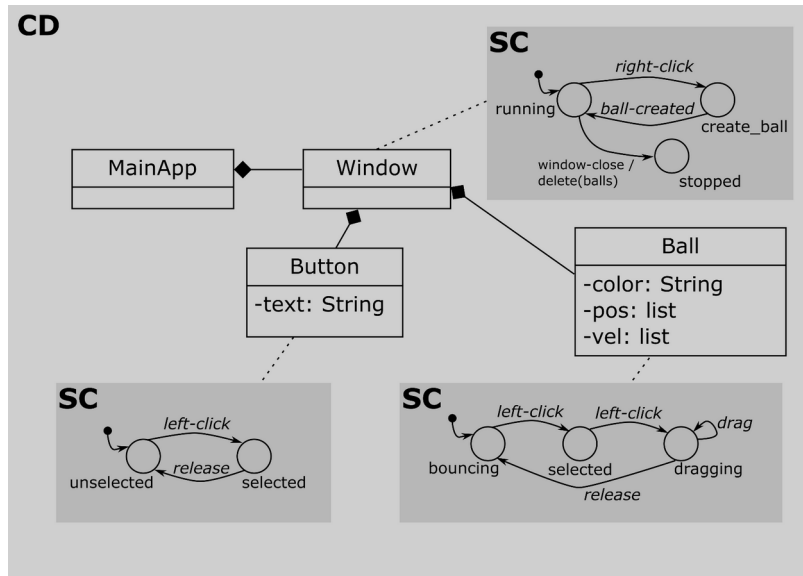 CD
SC
right-click
running
ball-created
create_ball
window-close /
delete(balls)
stopped
MainApp
Window
Button
-text: String
Ball
-color: String
-pos: list
-vel: list
SC
left-click
release
unselected
selected
SC
left-click
left-click
drag
bouncing
selected
dragging
release